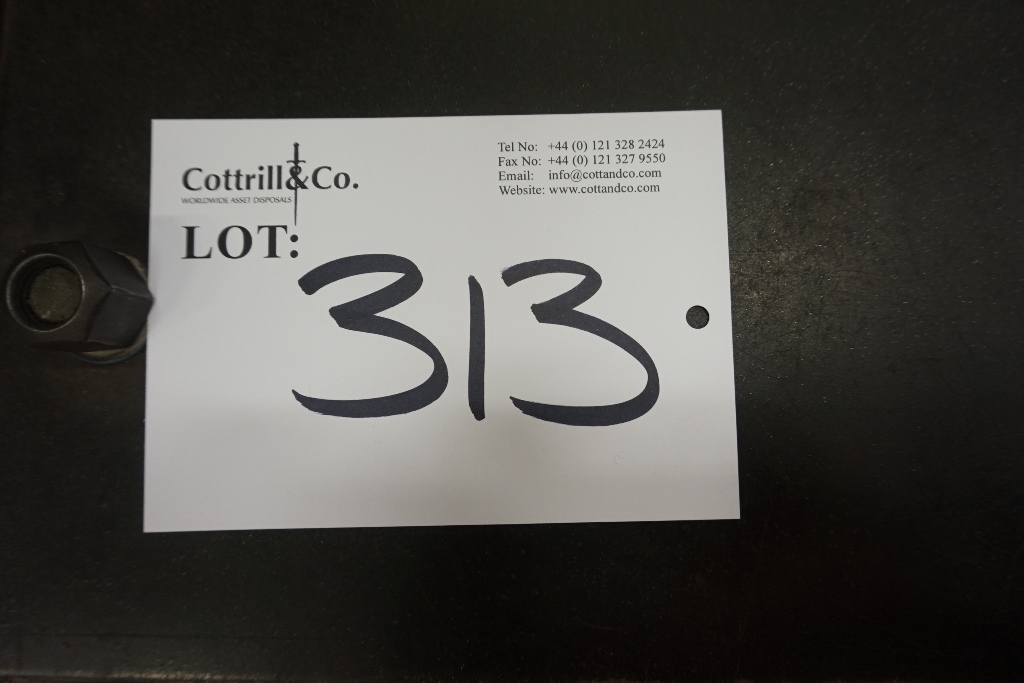 Cottrill&Co.
WORLDWIDE ASSET DISPOSALS
Tel No: +44 (0) 121 328 2424
Fax No: +44 (0) 121 327 9550
Email: info@cottandco.com
Website: www.cottandco.com
LOT:
313